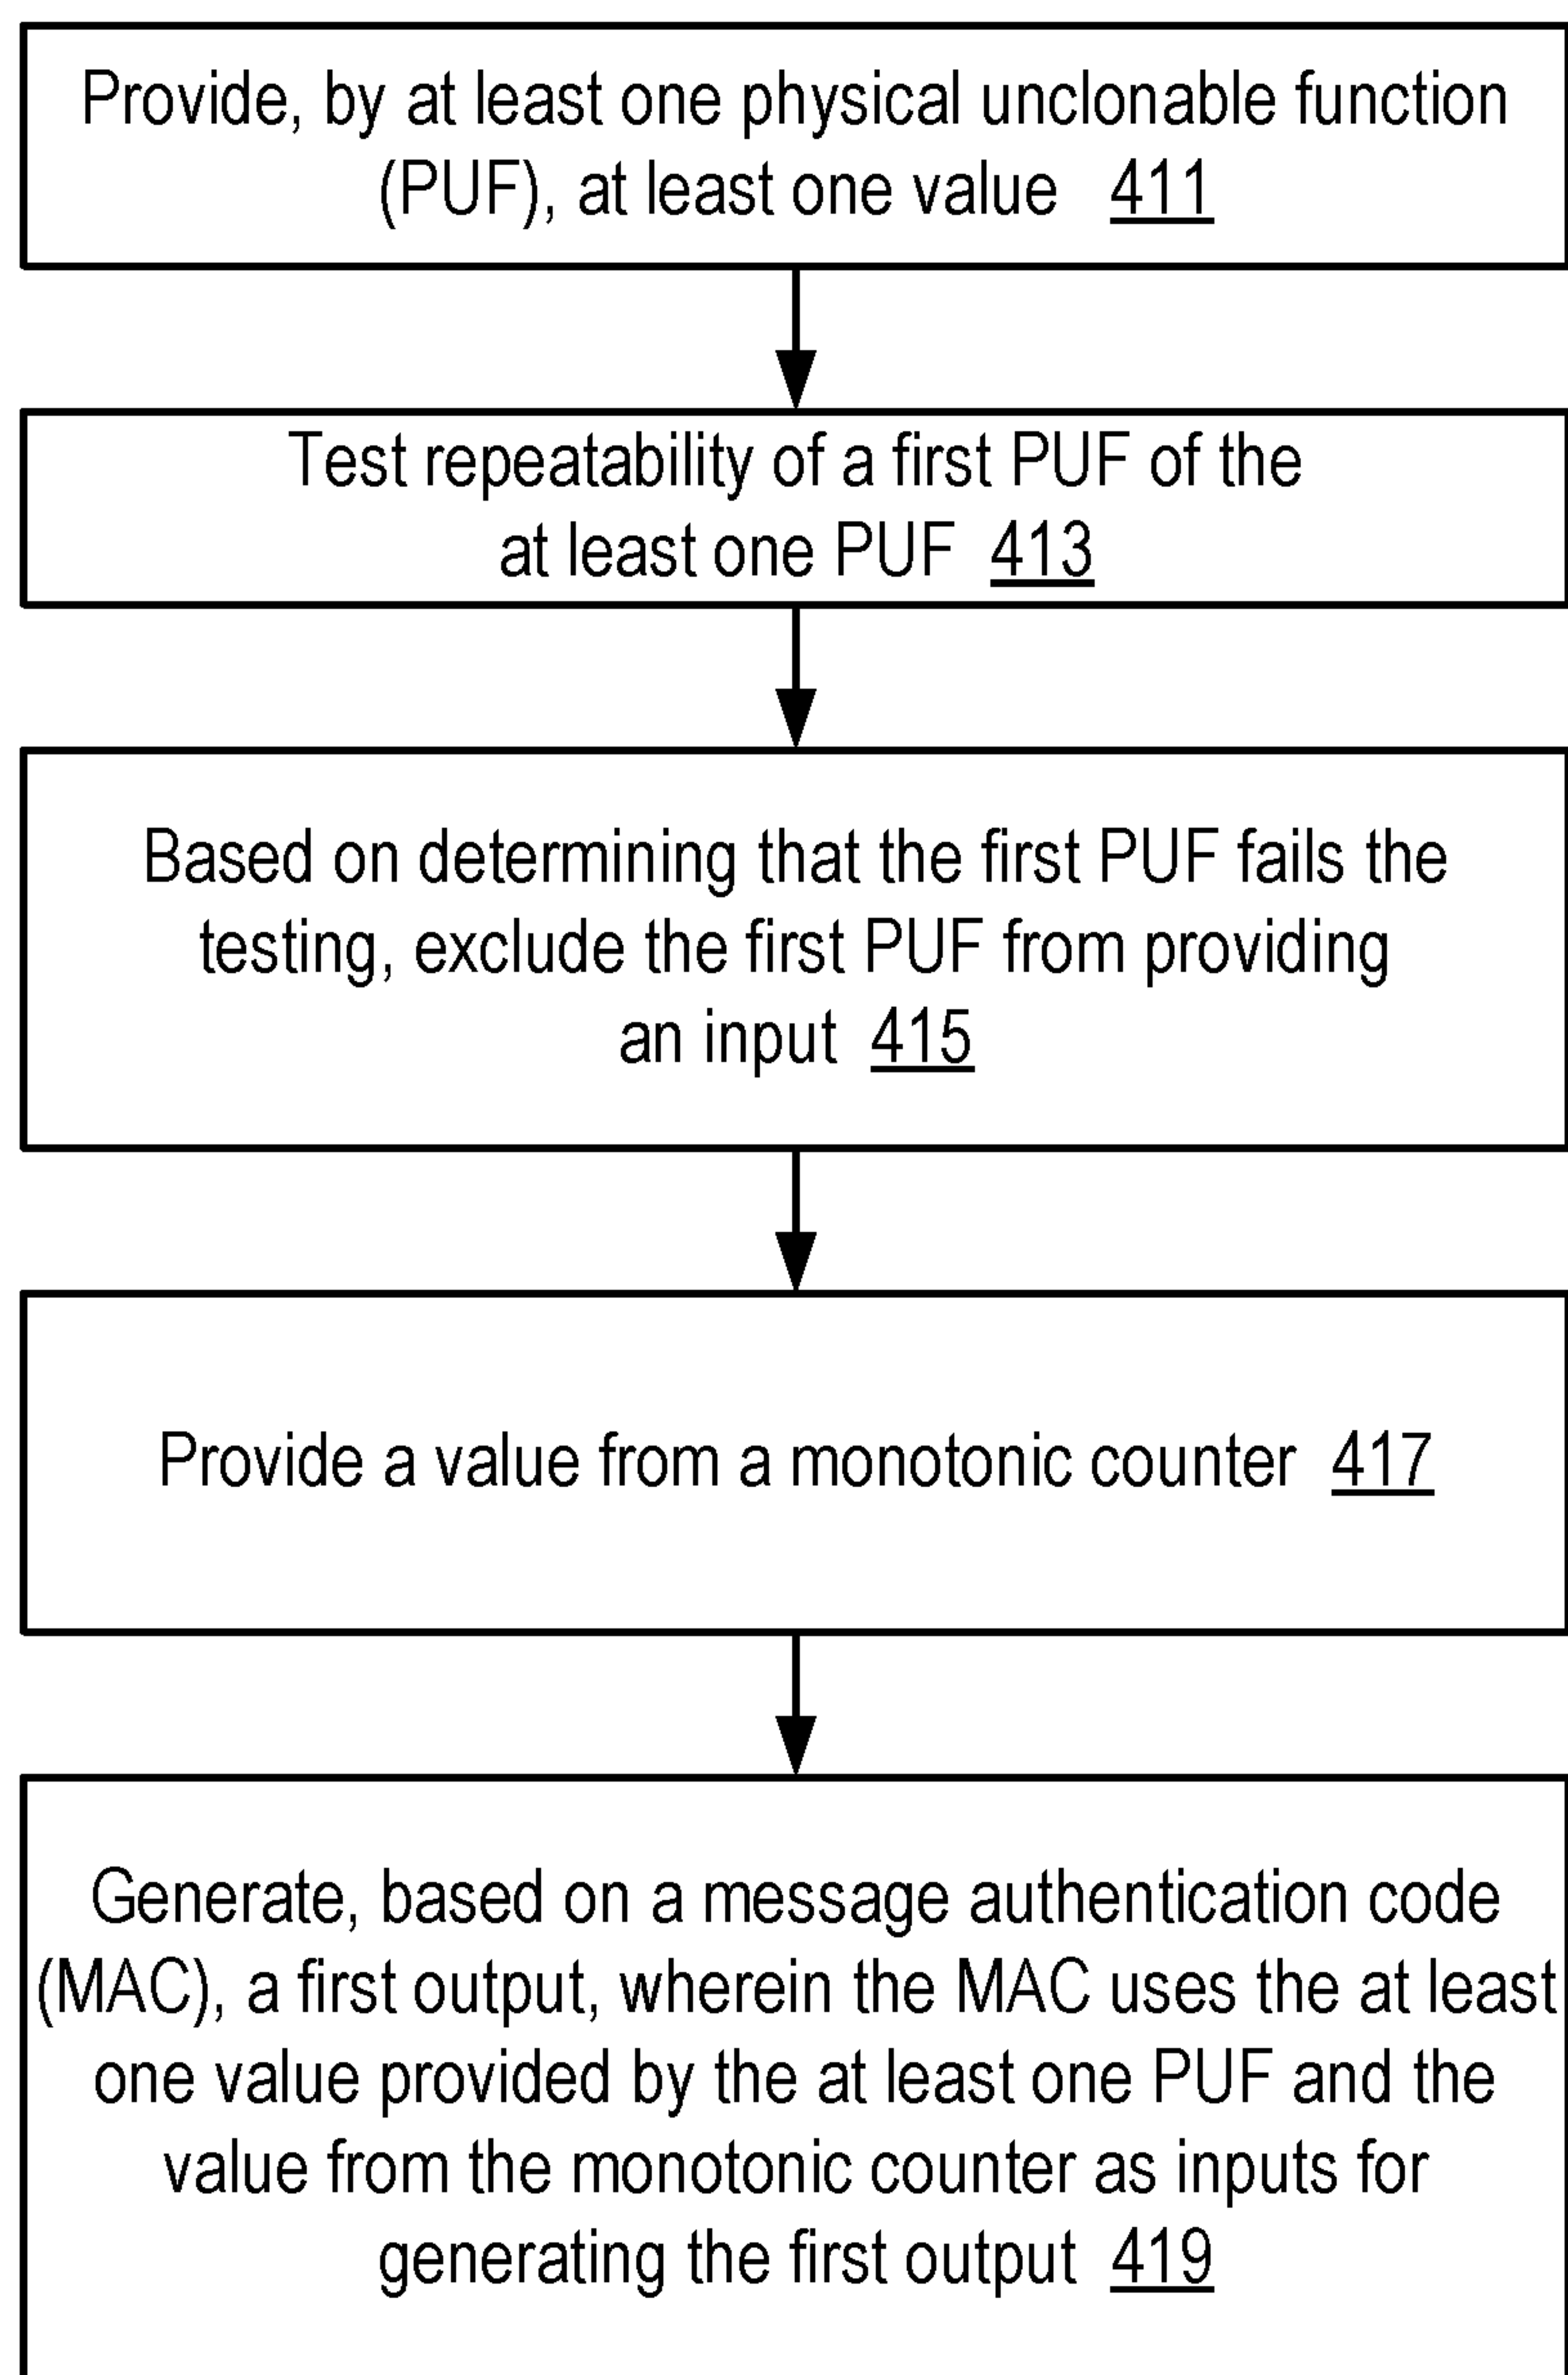 Provide, by at least one physical unclonable function
(PUF), at least one value 411
Test repeatability of a first PUF of the
at least one PUF 413
Based on determining that the first PUF fails the
testing, exclude the first PUF from providing
an input 415
Provide a value from a monotonic counter 417
Generate, based on a message authentication code
(MAC), a first output, wherein the MAC uses the at least
one value provided by the at least one PUF and the
value from the monotonic counter as inputs for
generating the first output 419